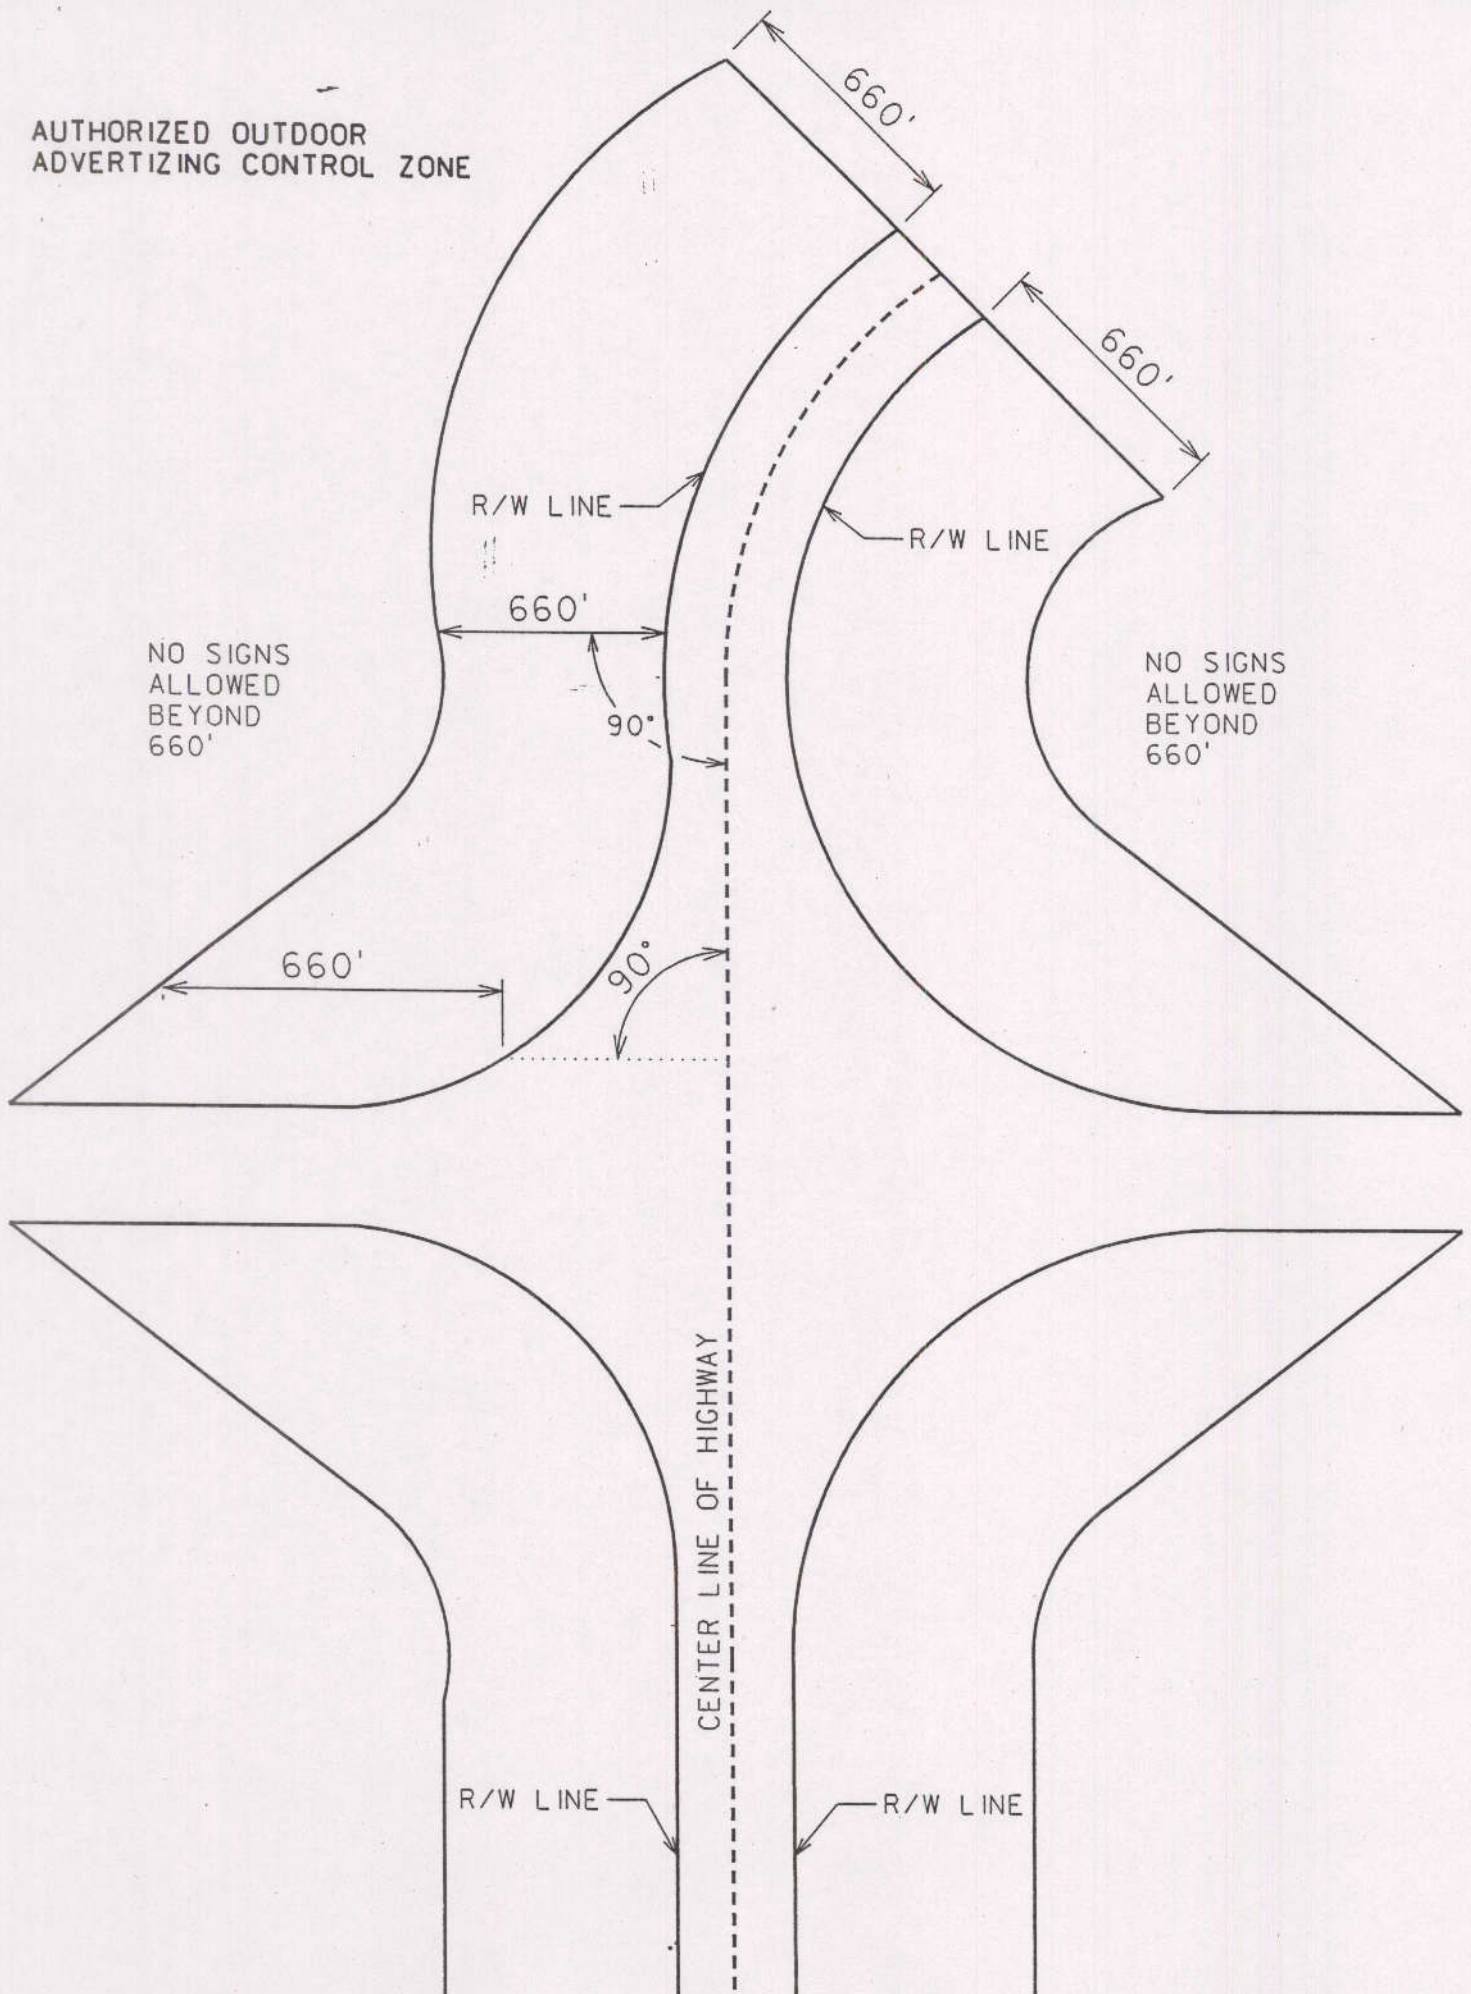 AUTHORIZED OUTDOOR
ADVERTIZING CONTROL ZONE
660'
660'
R/W LINE
R/W LINE
660'
NO SIGNS
ALLOWED
BEYOND
660'
NO SIGNS
ALLOWED
BEYOND
660'
90°
660'
90°
CENTER LINE OF HIGHWAY
R/W LINE
R/W LINE